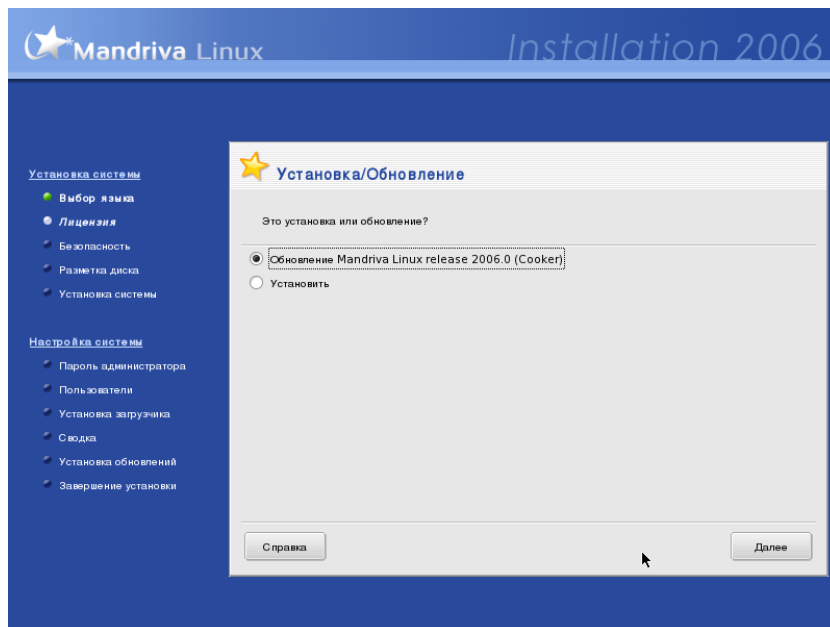 Mandriva Linux
Installation 2006
Установка системы
Выбор языка
Лицензия
Безопасность
Разметка диска
Установка системы
Настройка системы
Пароль администратора
Пользователи
Установка загрузчика
Сводка
Установка обновлений
Завершение установки
Установка/Обновление
Это установка или обновление?
Обновление Mandriva Linux release 2006.0 (Cooker)
Установить
Справка
Далее